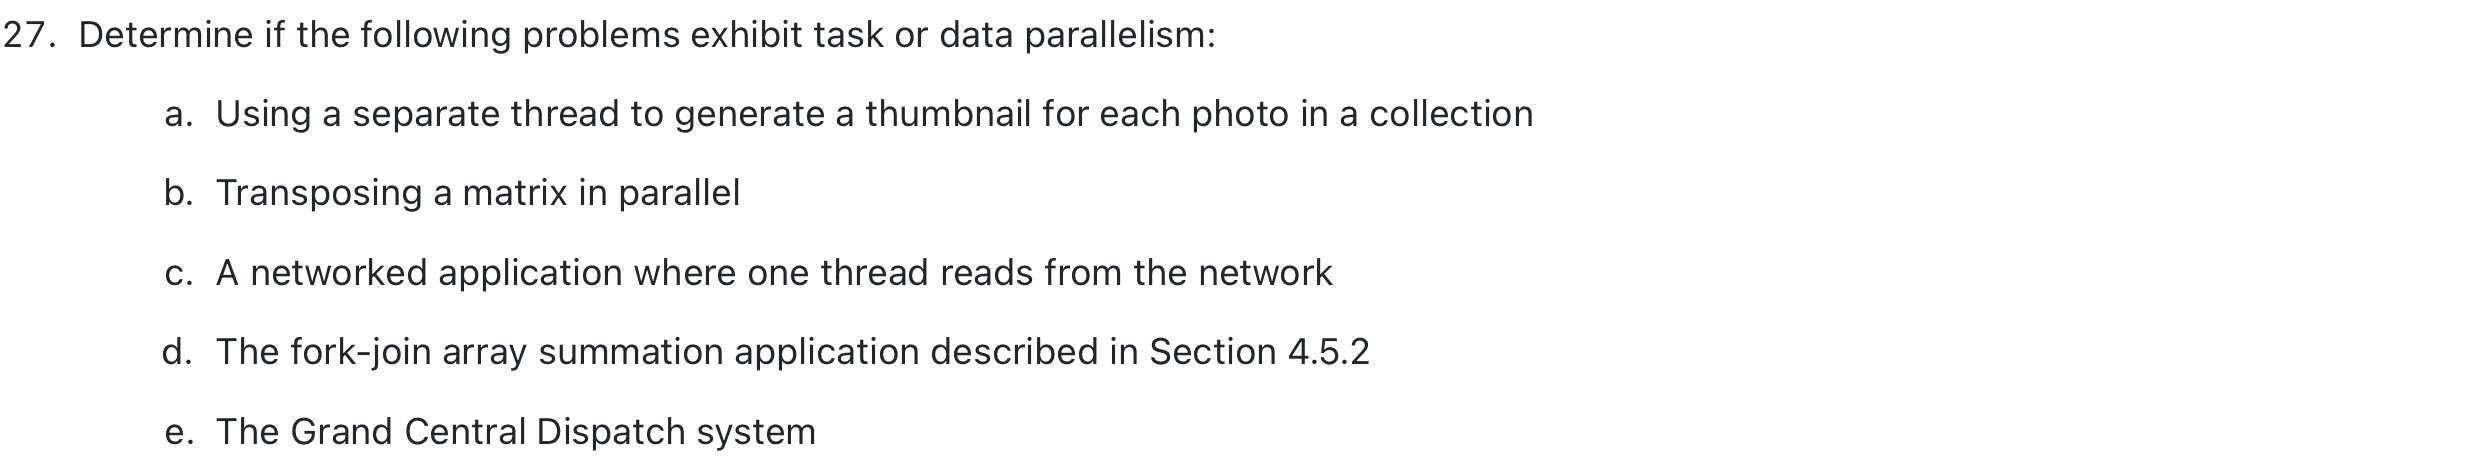 27. Determine if the following problems exhibit task or data parallelism:
a. Using a separate thread to generate a thumbnail for each photo in a collection
b. Transposing a matrix in parallel
c. A networked application where one thread reads from the network
d. The fork-join array summation application described in Section 4.5.2
e. The Grand Central Dispatch system